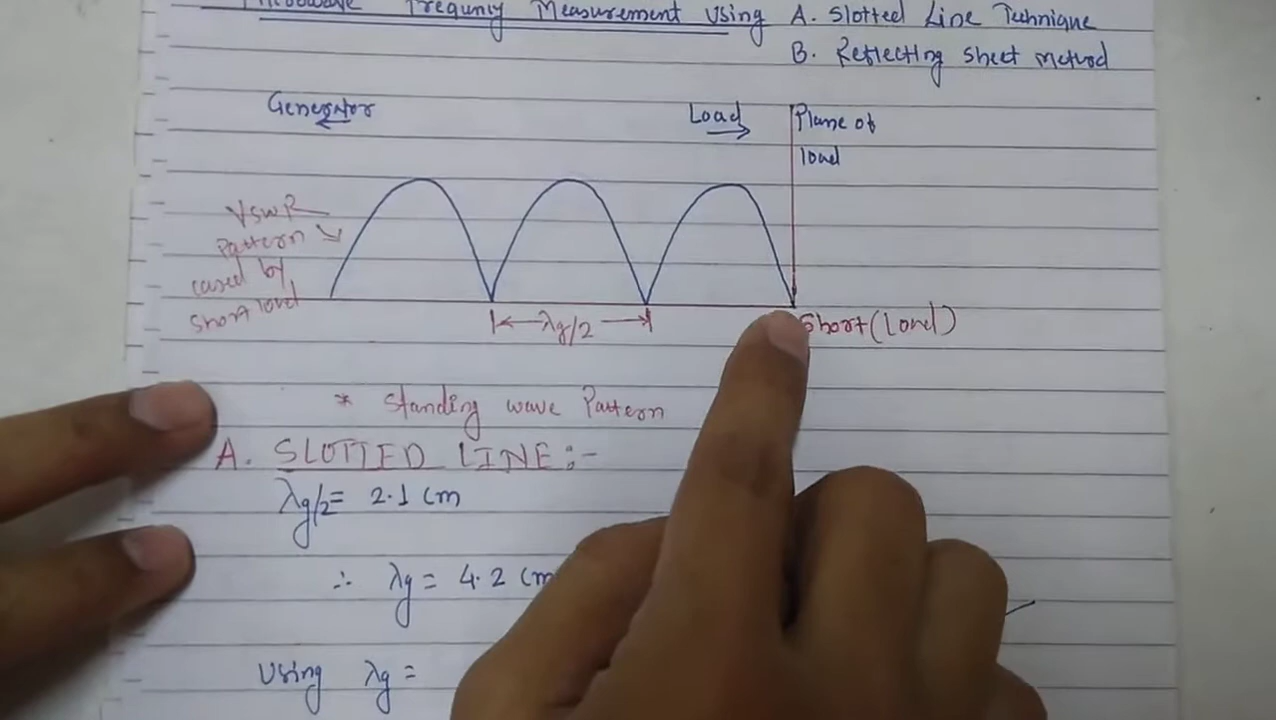 Microwave Frequncy Measurement Using A. Slotted Line Technique
B. Reflecting sheet method
Generator
Load
Plane of
load
VSWR
Pattern
caused by
Short load
λg/2
Short (Load)
* Standing wave Pattern
A. SLOTTED LINE:-
λg/2 = 2.1 cm
∴ λg = 4.2 cm
Using λg =